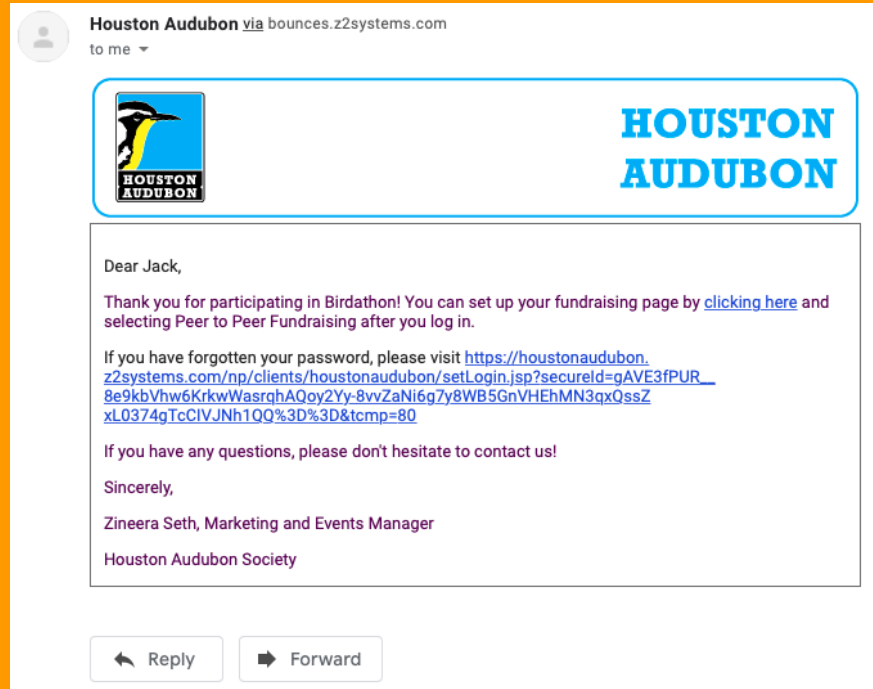 Houston Audubon via bounces.z2systems.com
to me
HOUSTON
AUDUBON
HOUSTON
AUDUBON
Dear Jack,
Thank you for participating in Birdathon! You can set up your fundraising page by clicking here and
selecting Peer to Peer Fundraising after you log in.
If you have forgotten your password, please visit https://houstonaudubon.
z2systems.com/np/clients/houstonaudubon/setLogin.jsp?secureId=gAVE3fPUR__
8e9kbVhw6KrkwWasrqhAQoy2Yy-8vvZaNi6g7y8WB5GnVHEhMN3qxQssZ
xL0374gTcCIVJNh1QQ%3D%3D&tcmp=80
If you have any questions, please don't hesitate to contact us!
Sincerely,
Zineera Seth, Marketing and Events Manager
Houston Audubon Society
Reply
Forward